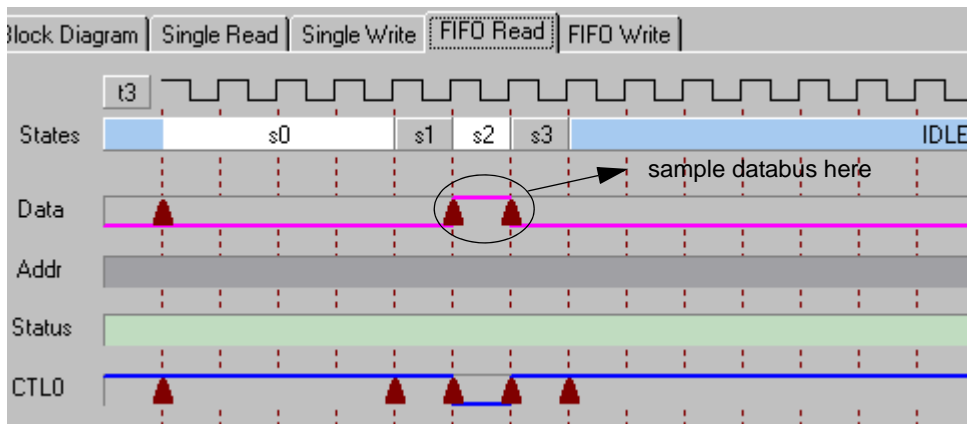 Block Diagram Single Read Single Write FIFO Read FIFO Write
t3
States s0 s1 s2 s3 IDLE
sample databus here
Data
Addr
Status
CTL0